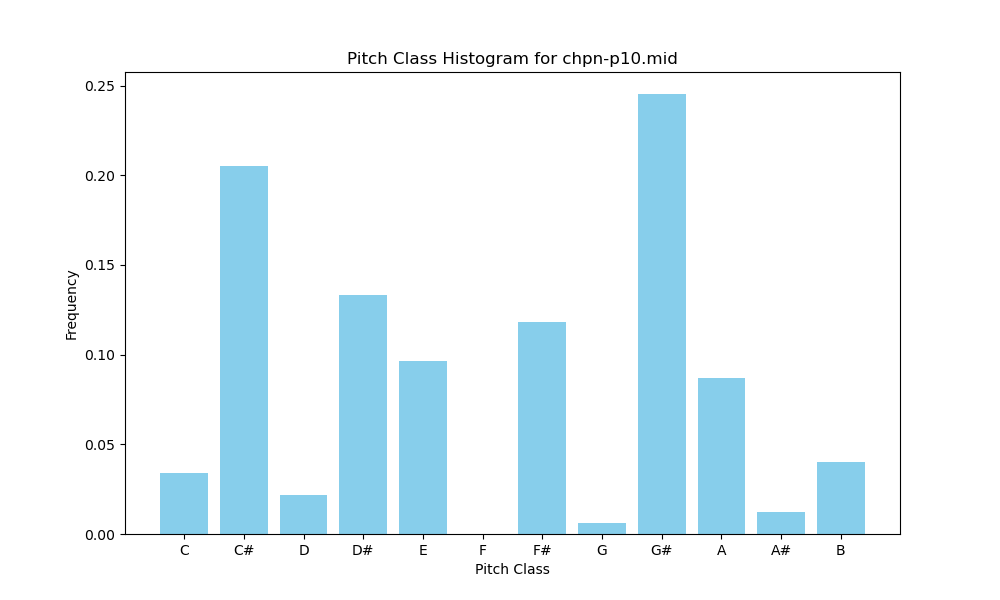 Pitch Class Histogram for chpn-p10.mid
Frequency
0.25
0.20
0.15
0.10
0.05
0.00
C C# D D# E F F# G G# A A# B
Pitch Class